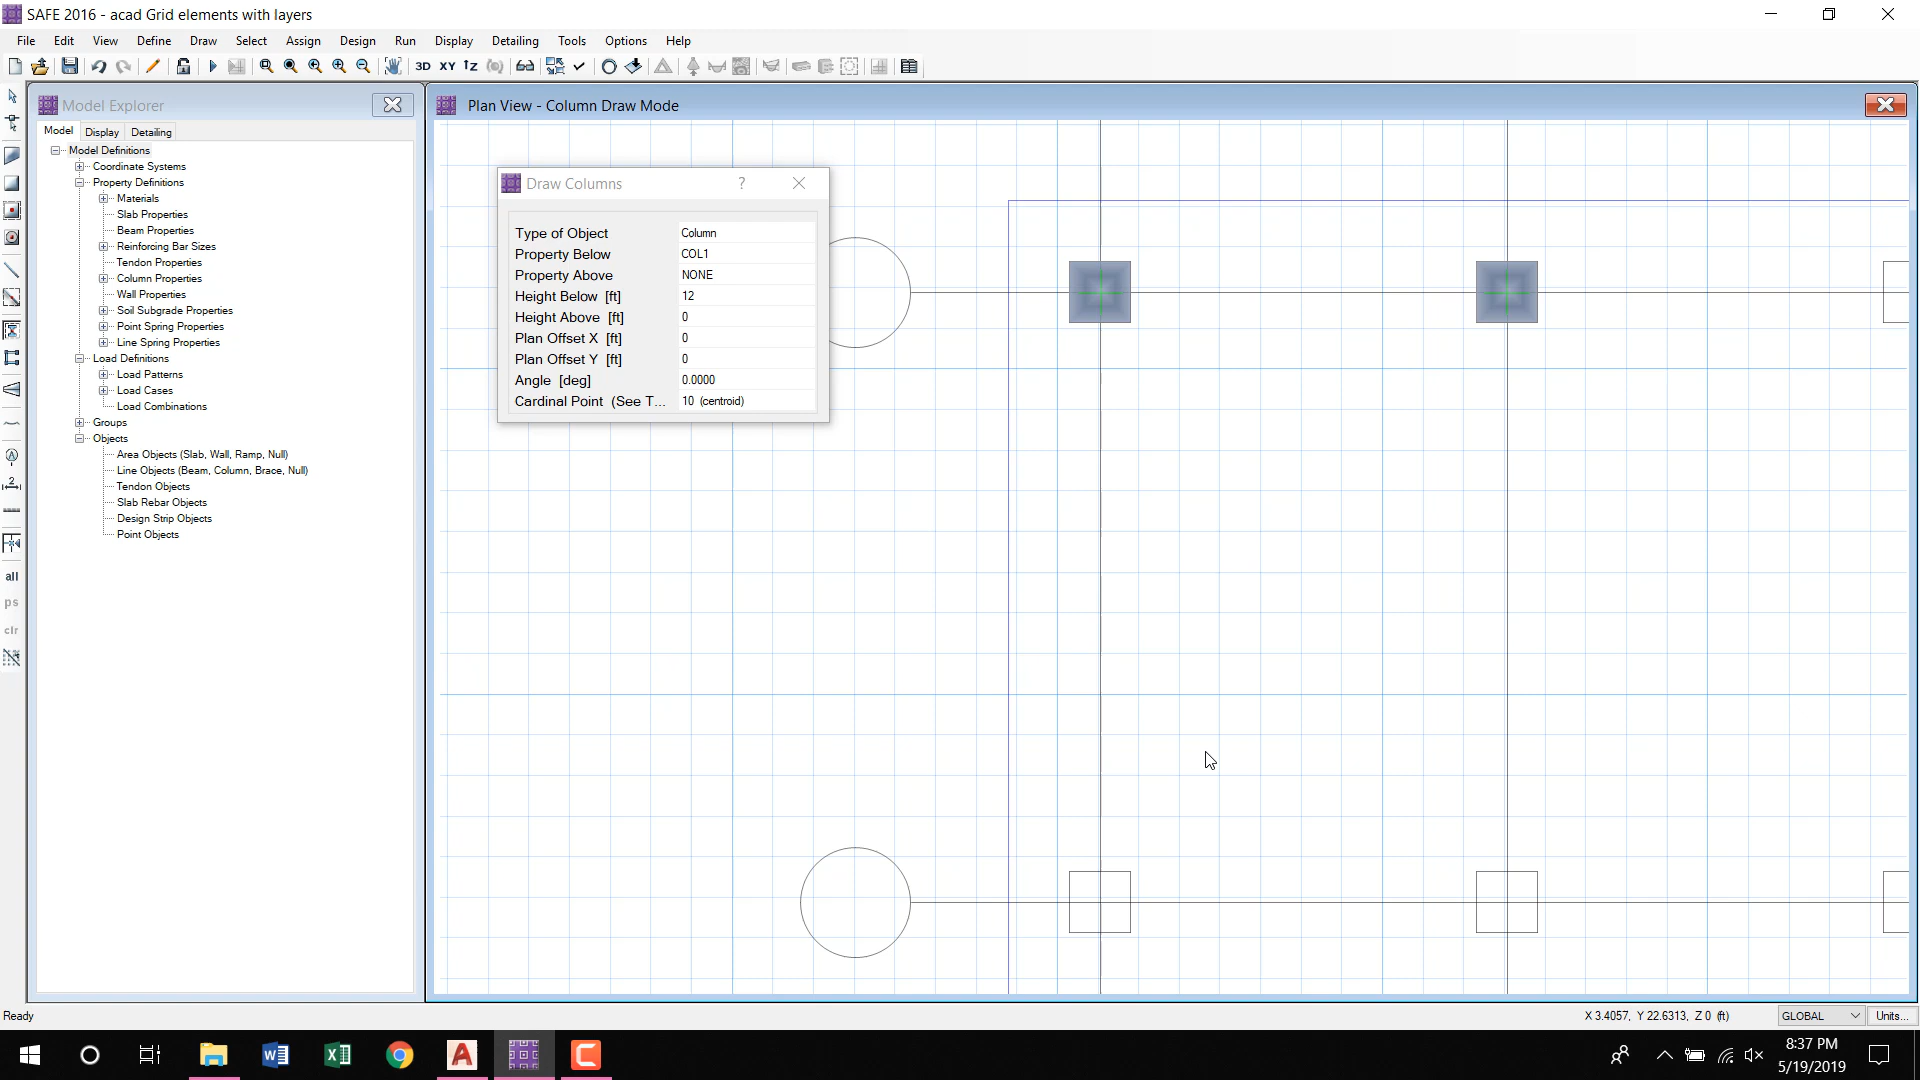 SAFE 2016 - acad Grid elements with layers
File Edit View Define Draw Select Assign Design Run Display Detailing Tools Options Help
3D XY
Model Explorer
Plan View - Column Draw Mode
Model Display Detailing
Model Definitions
Coordinate Systems
Property Definitions
Materials
Slab Properties
Beam Properties
Reinforcing Bar Sizes
Tendon Properties
Column Properties
Wall Properties
Soil Subgrade Properties
Point Spring Properties
Line Spring Properties
Load Definitions
Load Patterns
Load Cases
Load Combinations
Groups
Objects
Area Objects (Slab, Wall, Ramp, Null)
Line Objects (Beam, Column, Brace, Null)
Tendon Objects
Slab Rebar Objects
Design Strip Objects
Point Objects
all
ps
clr
Draw Columns ?
Type of Object Column
Property Below COL1
Property Above NONE
Height Below [ft] 12
Height Above [ft] 0
Plan Offset X [ft] 0
Plan Offset Y [ft] 0
Angle [deg] 0.0000
Cardinal Point (See T... 10 (centroid)
Ready
X 3.4057, Y 22.6313, Z 0 (ft)
GLOBAL
Units...
8:37 PM
5/19/2019